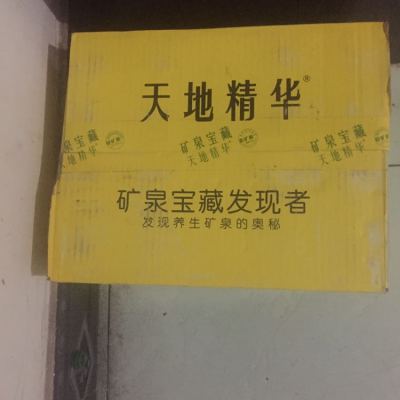 天地精华®
矿泉宝藏 天地精华
矿泉宝藏 天地精华
矿泉宝藏 天地精华
矿泉宝藏发现者
发现养生矿泉的奥秘